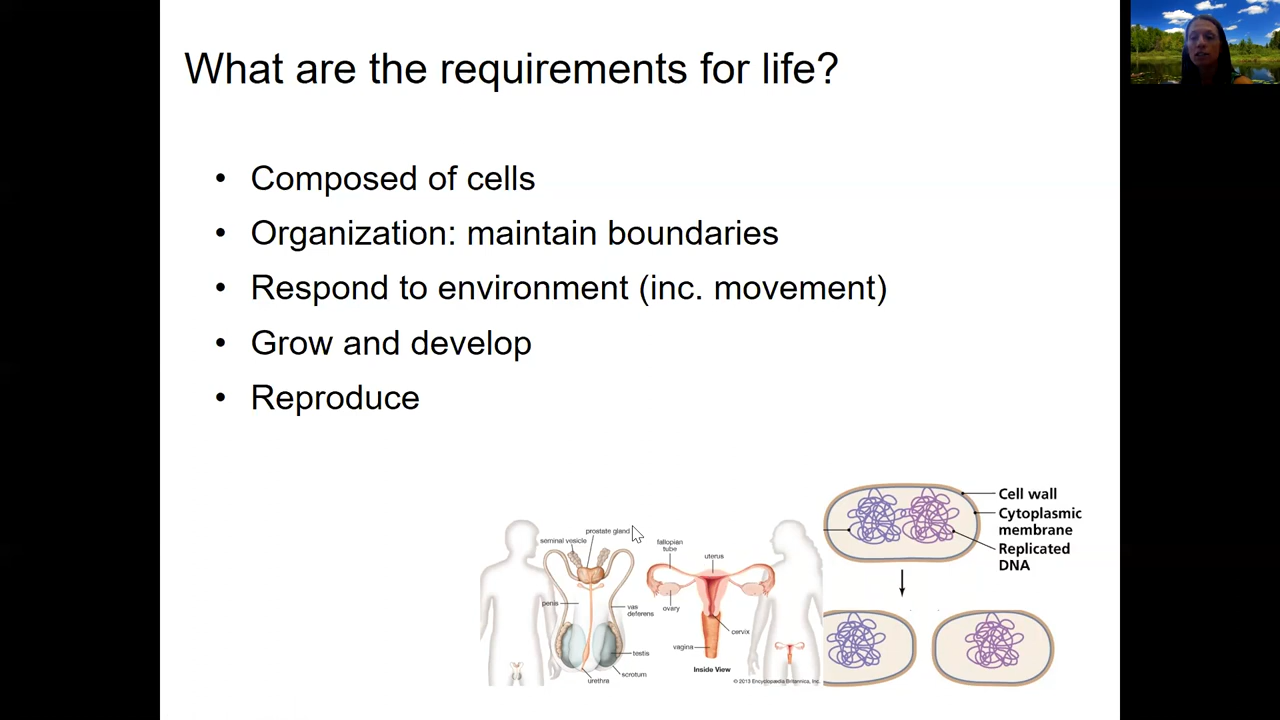 What are the requirements for life?
• Composed of cells
• Organization: maintain boundaries
• Respond to environment (inc. movement)
• Grow and develop
• Reproduce
prostate gland
seminal vesicle
penis
vas
deferens
testis
scrotum
urethra
fallopian
tube
uterus
ovary
cervix
vagina
Inside View
© 2013 Encyclopædia Britannica, Inc.
Cell wall
Cytoplasmic
membrane
Replicated
DNA